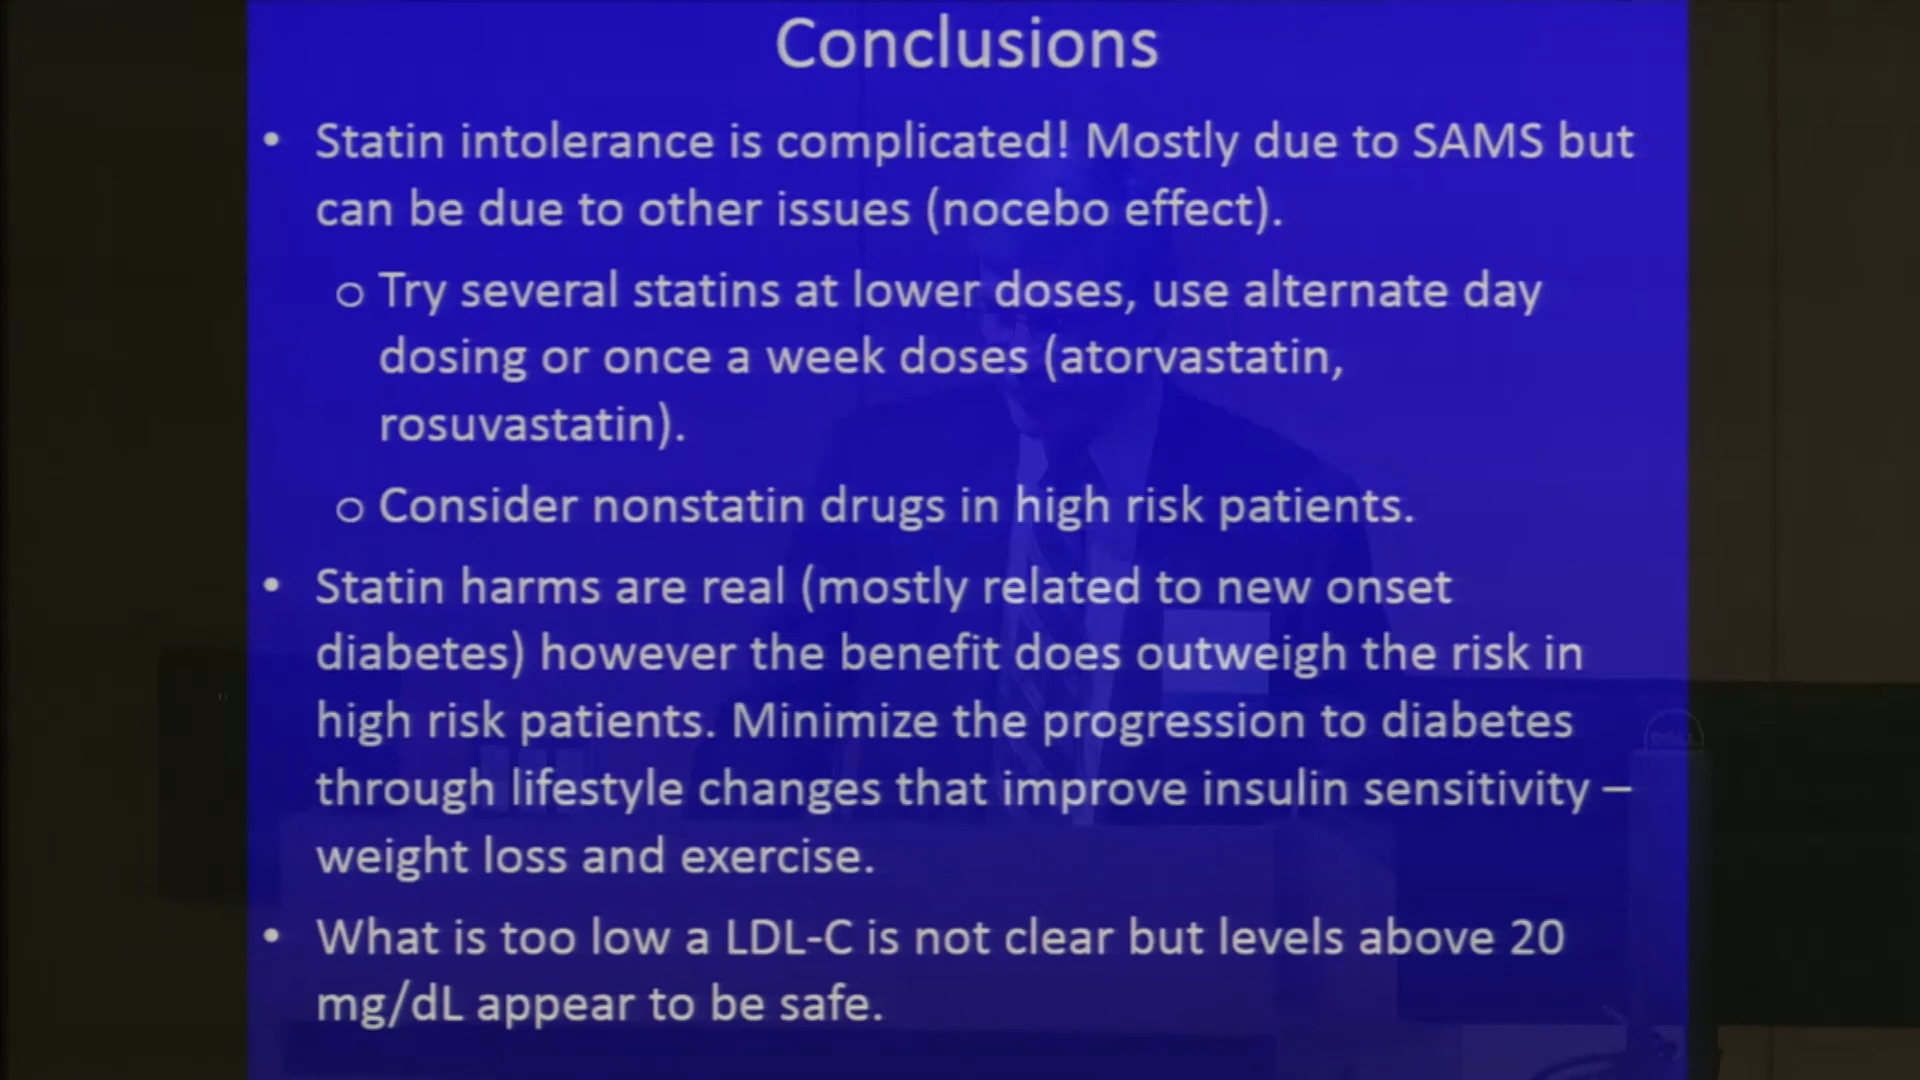 Conclusions
• Statin intolerance is complicated! Mostly due to SAMS but
can be due to other issues (nocebo effect).
o Try several statins at lower doses, use alternate day
dosing or once a week doses (atorvastatin,
rosuvastatin).
o Consider nonstatin drugs in high risk patients.
• Statin harms are real (mostly related to new onset
diabetes) however the benefit does outweigh the risk in
high risk patients. Minimize the progression to diabetes
through lifestyle changes that improve insulin sensitivity –
weight loss and exercise.
• What is too low a LDL-C is not clear but levels above 20
mg/dL appear to be safe.
DELL